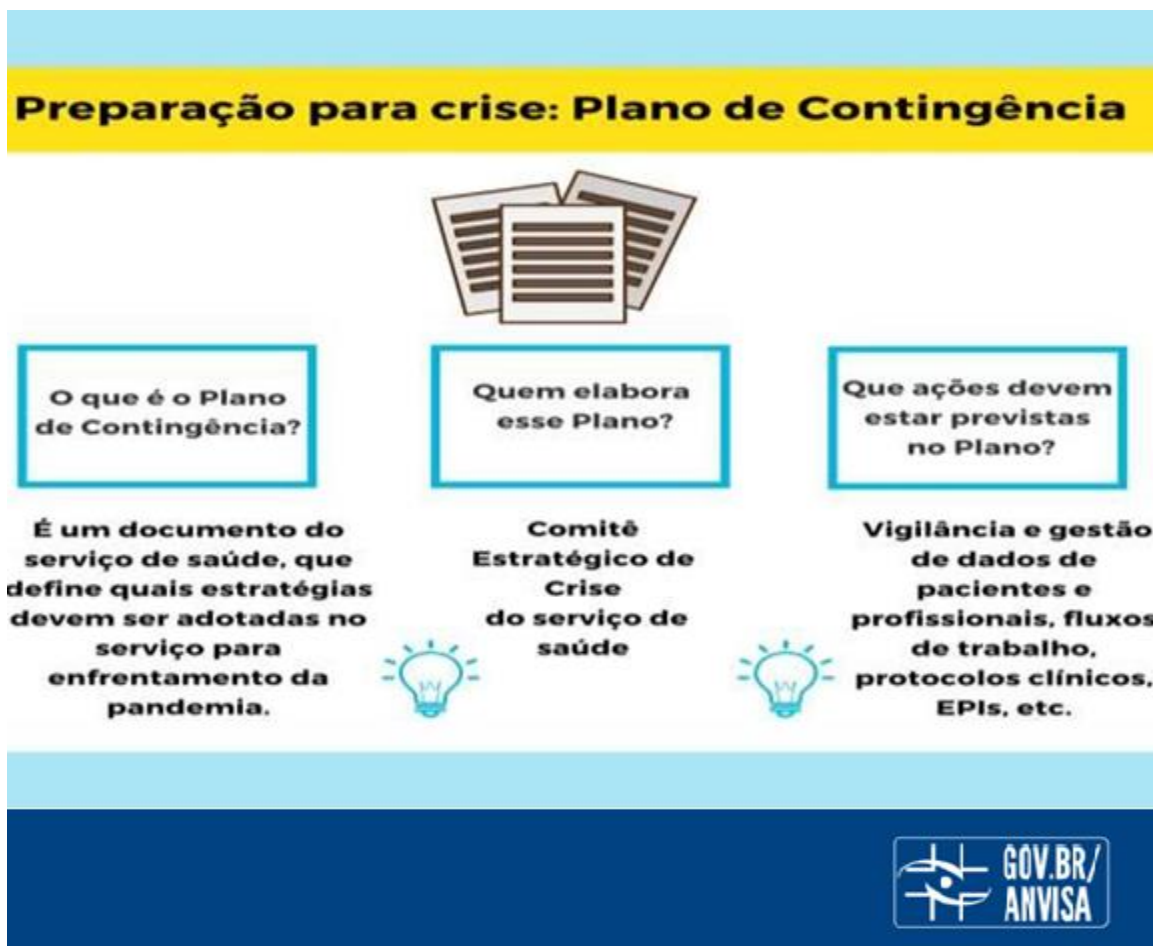 Preparação para crise: Plano de Contingência
O que é o Plano
de Contingência?
É um documento do
serviço de saúde, que
define quais estratégias
devem ser adotadas no
serviço para
enfrentamento da
pandemia.
Quem elabora
esse Plano?
Comitê
Estratégico de
Crise
do serviço de
saúde
Que ações devem
estar previstas
no Plano?
Vigilância e gestão
de dados de
pacientes e
profissionais, fluxos
de trabalho,
protocolos clínicos,
EPIs, etc.
GOV.BR/
ANVISA